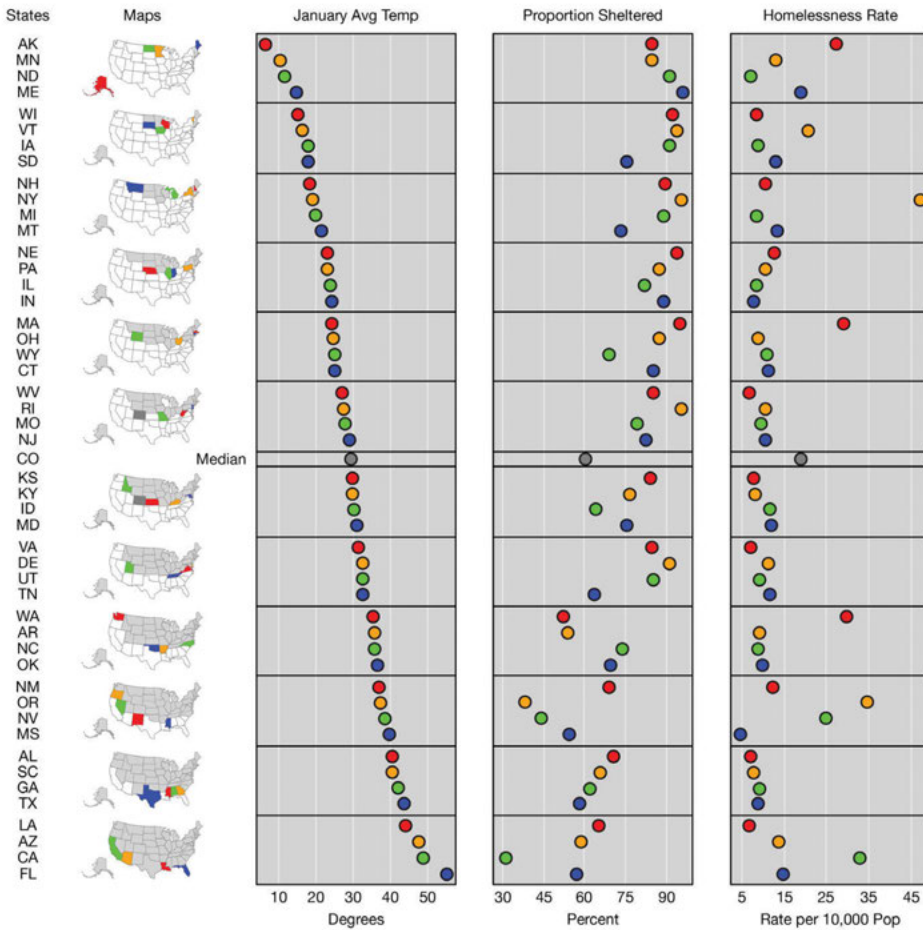 States Maps January Avg Temp Proportion Sheltered Homelessness Rate
AK
MN
ND
ME
WI
VT
IA
SD
NH
NY
MI
MT
NE
PA
IL
IN
MA
OH
WY
CT
WV
RI
MO
NJ
CO Median
KS
KY
ID
MD
VA
DE
UT
TN
WA
AR
NC
OK
NM
OR
NV
MS
AL
SC
GA
TX
LA
AZ
CA
FL
10 20 30 40 50 30 45 60 75 90 5 15 25 35 45
Degrees Percent Rate per 10,000 Pop